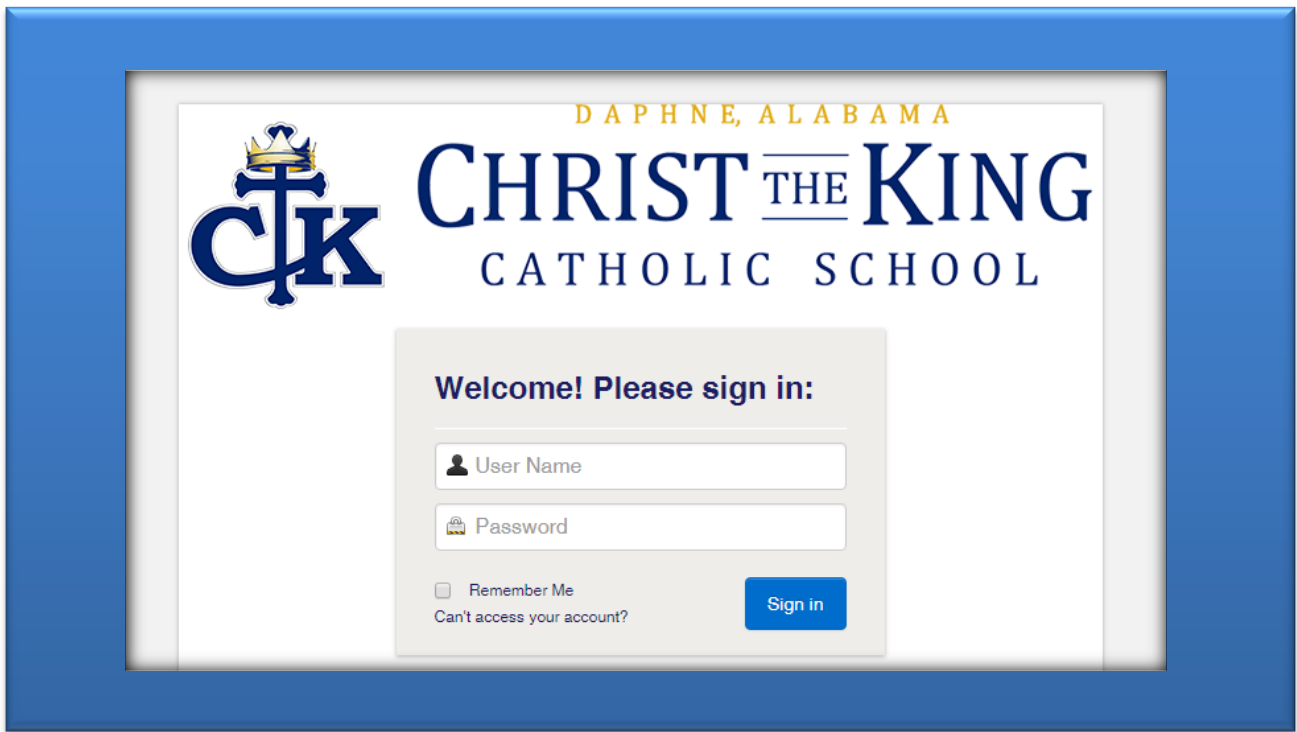 DAPHNE, ALABAMA
CTK
CHRIST THE KING
CATHOLIC SCHOOL
Welcome! Please sign in:
User Name
Password
Remember Me
Can't access your account?
Sign in